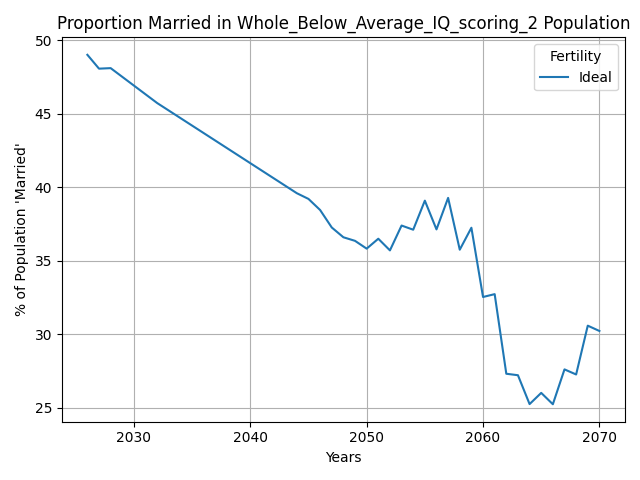 Proportion Married in Whole_Below_Average_IQ_scoring_2 Population
% of Population 'Married'
50
45
40
35
30
25
Fertility
Ideal
2030
2040
2050
2060
2070
Years